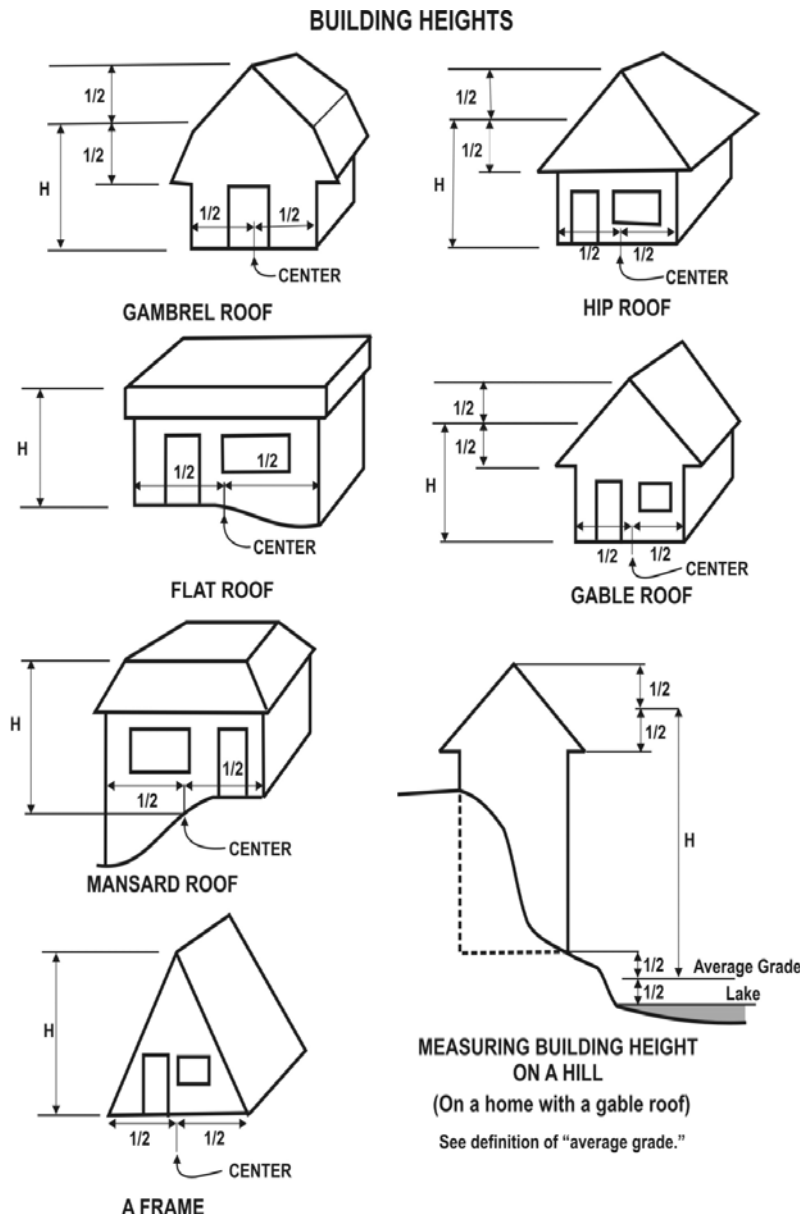 BUILDING HEIGHTS
1/2
1/2
H
1/2
1/2
CENTER
GAMBREL ROOF
1/2
1/2
H
1/2
1/2
CENTER
HIP ROOF
H
1/2
1/2
CENTER
FLAT ROOF
1/2
1/2
H
1/2
1/2
CENTER
GABLE ROOF
H
1/2
1/2
CENTER
MANSARD ROOF
1/2
1/2
H
1/2
Average Grade
1/2
Lake
MEASURING BUILDING HEIGHT
ON A HILL
(On a home with a gable roof)
See definition of “average grade.”
H
1/2
1/2
CENTER
A FRAME